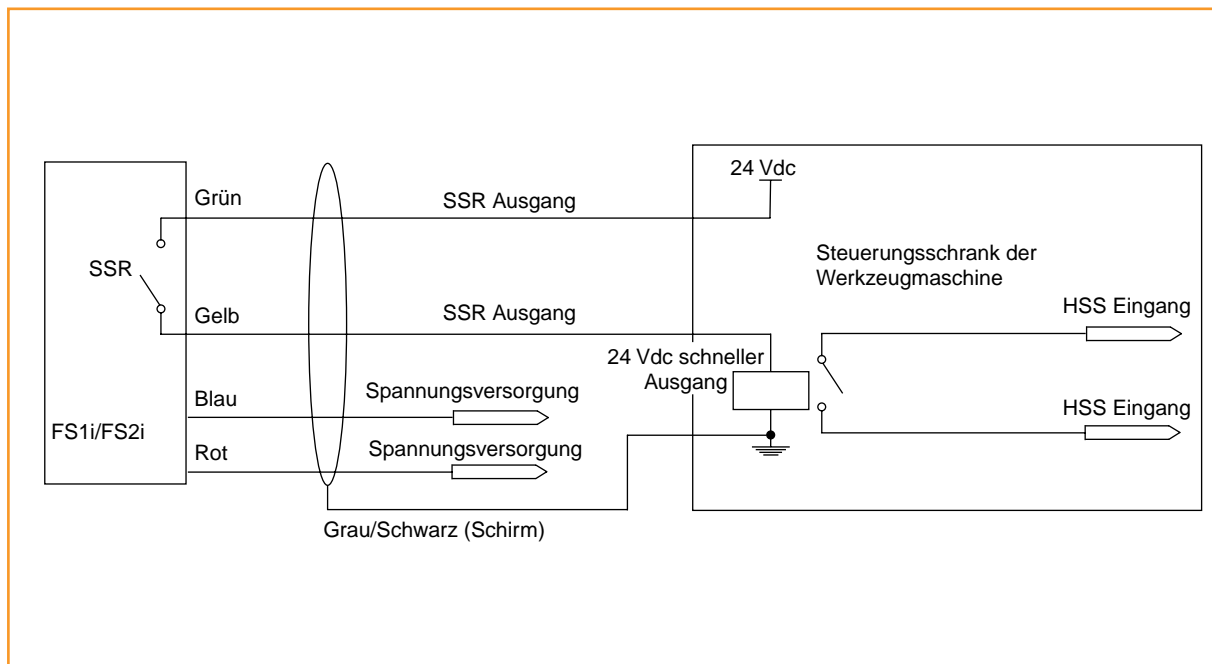 24 Vdc
Grün
SSR Ausgang
SSR
Steuerungsschrank der
Werkzeugmaschine
HSS Eingang
Gelb
SSR Ausgang
24 Vdc schneller
Ausgang
Blau
Spannungsversorgung
HSS Eingang
FS1i/FS2i
Rot
Spannungsversorgung
Grau/Schwarz (Schirm)